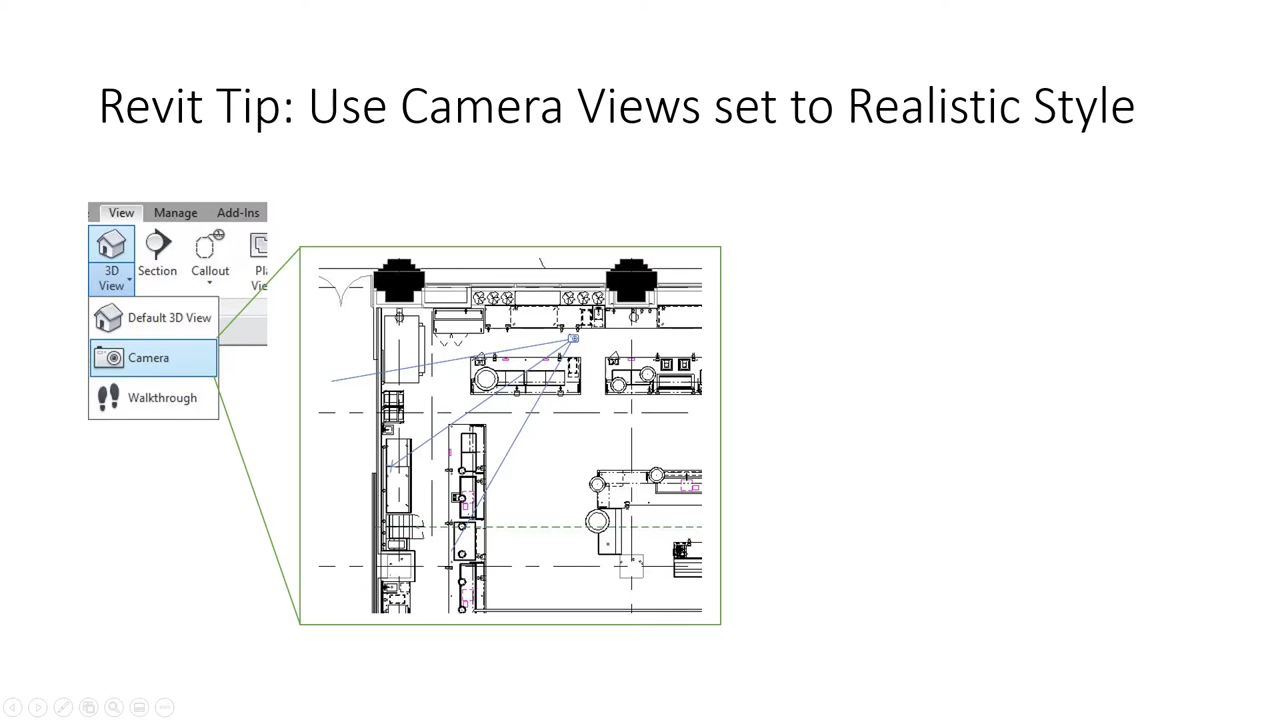 Revit Tip: Use Camera Views set to Realistic Style
View Manage Add-Ins
3D View
Section
Callout
Default 3D View
Camera
Walkthrough